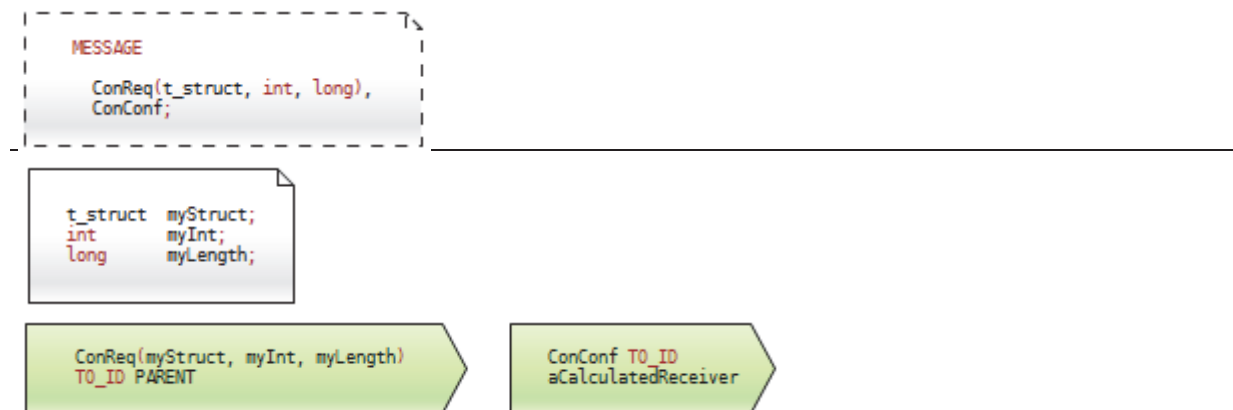 MESSAGE
ConReq(t_struct, int, long),
ConConf;
t_struct myStruct;
int myInt;
long myLength;
ConReq(myStruct, myInt, myLength)
TO_ID PARENT
ConConf TO_ID
aCalculatedReceiver